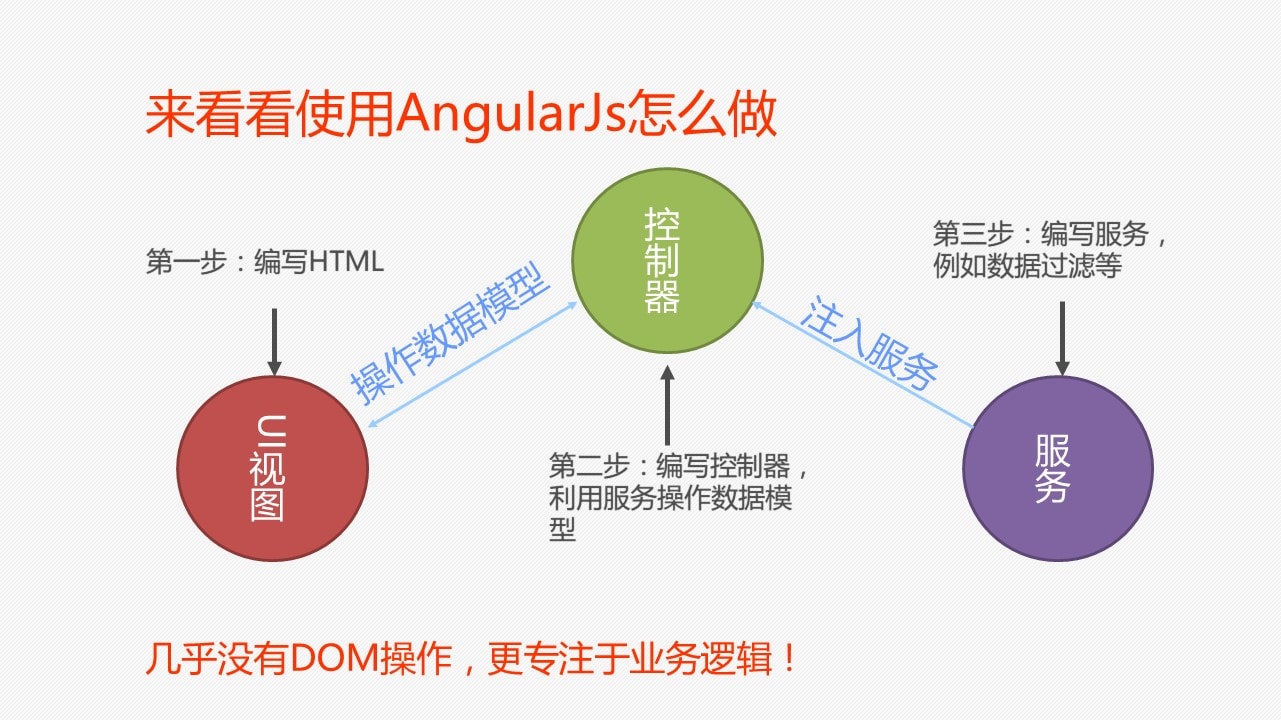 来看看使用AngularJs怎么做
第一步：编写HTML
操作数据模型
控制器
注入服务
第三步：编写服务，
例如数据过滤等
UI视图
第二步：编写控制器，
利用服务操作数据模
型
服务
几乎没有DOM操作，更专注于业务逻辑！